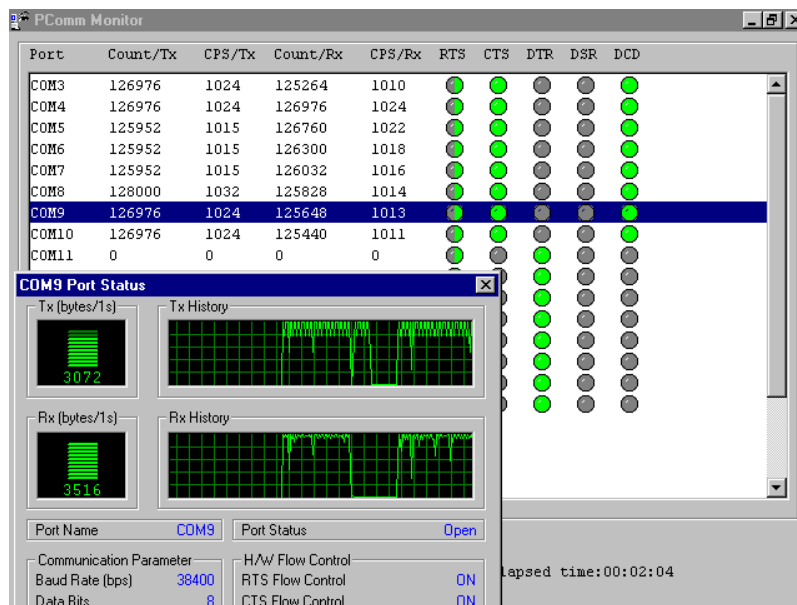 PComm Monitor
Port Count/Tx CPS/Tx Count/Rx CPS/Rx RTS CTS DTR DSR DCD
COM3 126976 1024 125264 1010
COM4 126976 1024 126976 1024
COM5 125952 1015 126760 1022
COM6 125952 1015 126300 1018
COM7 125952 1015 126032 1016
COM8 128000 1032 125828 1014
COM9 126976 1024 125648 1013
COM10 126976 1024 125440 1011
COM11 0 0 0 0
COM9 Port Status
Tx (bytes/1s) Tx History
3072
Rx (bytes/1s) Rx History
3516
Port Name COM9 Port Status Open
Communication Parameter H/W Flow Control
Baud Rate (bps) 38400 RTS Flow Control ON
lapsed time:00:02:04
Data Bits 8 CTS Flow Control ON